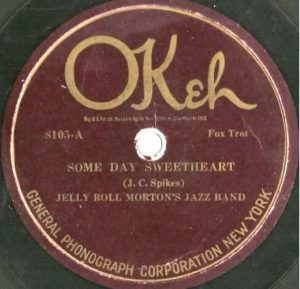 OKeh
8105-A
Fox Trot
SOME DAY SWEETHEART
(J. C. Spikes)
JELLY ROLL MORTON'S JAZZ BAND
GENERAL PHONOGRAPH CORPORATION NEW YORK